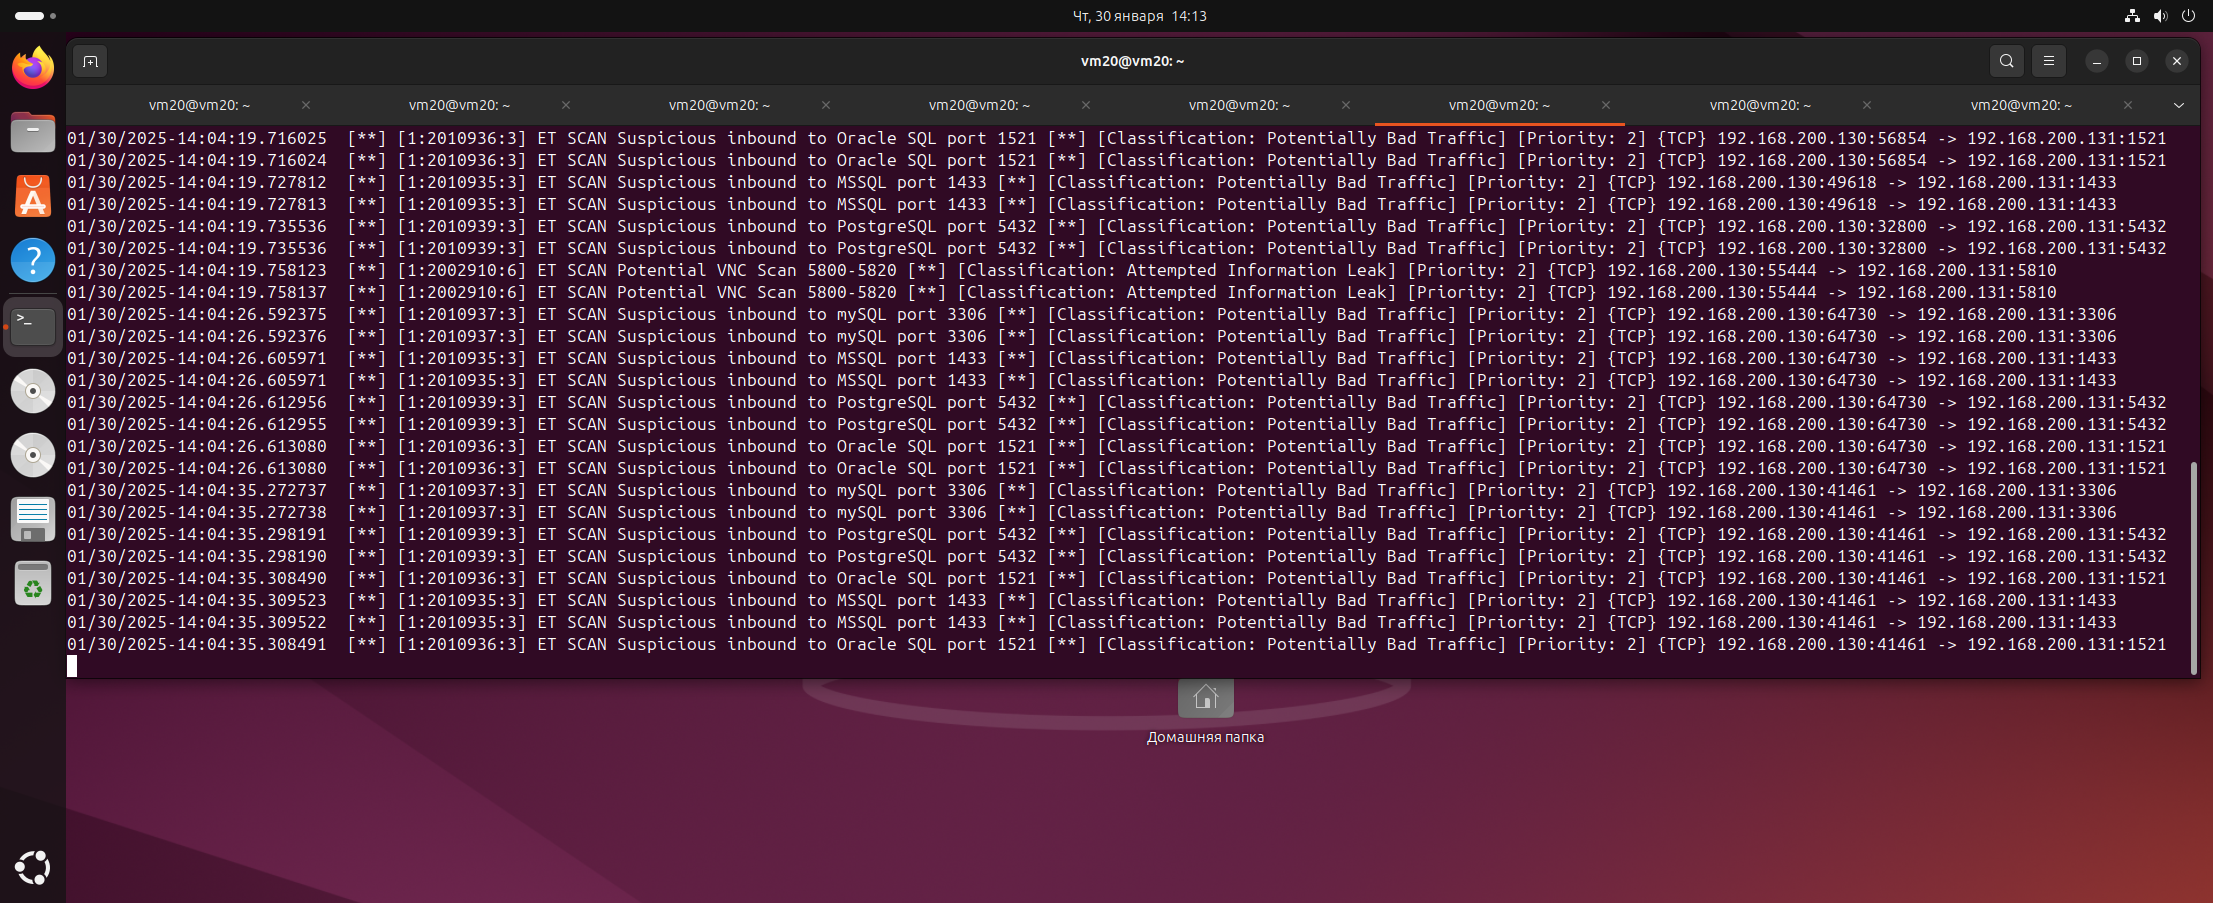 Чт, 30 января 14:13
vm20@vm20: ~
vm20@vm20: ~ vm20@vm20: ~ vm20@vm20: ~ vm20@vm20: ~ vm20@vm20: ~ vm20@vm20: ~ vm20@vm20: ~ vm20@vm20: ~
01/30/2025-14:04:19.716025  [**] [1:2010936:3] ET SCAN Suspicious inbound to Oracle SQL port 1521 [**] [Classification: Potentially Bad Traffic] [Priority: 2] {TCP} 192.168.200.130:56854 -> 192.168.200.131:1521
01/30/2025-14:04:19.716024  [**] [1:2010936:3] ET SCAN Suspicious inbound to Oracle SQL port 1521 [**] [Classification: Potentially Bad Traffic] [Priority: 2] {TCP} 192.168.200.130:56854 -> 192.168.200.131:1521
01/30/2025-14:04:19.727812  [**] [1:2010935:3] ET SCAN Suspicious inbound to MSSQL port 1433 [**] [Classification: Potentially Bad Traffic] [Priority: 2] {TCP} 192.168.200.130:49618 -> 192.168.200.131:1433
01/30/2025-14:04:19.727813  [**] [1:2010935:3] ET SCAN Suspicious inbound to MSSQL port 1433 [**] [Classification: Potentially Bad Traffic] [Priority: 2] {TCP} 192.168.200.130:49618 -> 192.168.200.131:1433
01/30/2025-14:04:19.735536  [**] [1:2010939:3] ET SCAN Suspicious inbound to PostgreSQL port 5432 [**] [Classification: Potentially Bad Traffic] [Priority: 2] {TCP} 192.168.200.130:32800 -> 192.168.200.131:5432
01/30/2025-14:04:19.735536  [**] [1:2010939:3] ET SCAN Suspicious inbound to PostgreSQL port 5432 [**] [Classification: Potentially Bad Traffic] [Priority: 2] {TCP} 192.168.200.130:32800 -> 192.168.200.131:5432
01/30/2025-14:04:19.758123  [**] [1:2002910:6] ET SCAN Potential VNC Scan 5800-5820 [**] [Classification: Attempted Information Leak] [Priority: 2] {TCP} 192.168.200.130:55444 -> 192.168.200.131:5810
01/30/2025-14:04:19.758137  [**] [1:2002910:6] ET SCAN Potential VNC Scan 5800-5820 [**] [Classification: Attempted Information Leak] [Priority: 2] {TCP} 192.168.200.130:55444 -> 192.168.200.131:5810
01/30/2025-14:04:26.592375  [**] [1:2010937:3] ET SCAN Suspicious inbound to mySQL port 3306 [**] [Classification: Potentially Bad Traffic] [Priority: 2] {TCP} 192.168.200.130:64730 -> 192.168.200.131:3306
01/30/2025-14:04:26.592376  [**] [1:2010937:3] ET SCAN Suspicious inbound to mySQL port 3306 [**] [Classification: Potentially Bad Traffic] [Priority: 2] {TCP} 192.168.200.130:64730 -> 192.168.200.131:3306
01/30/2025-14:04:26.605971  [**] [1:2010935:3] ET SCAN Suspicious inbound to MSSQL port 1433 [**] [Classification: Potentially Bad Traffic] [Priority: 2] {TCP} 192.168.200.130:64730 -> 192.168.200.131:1433
01/30/2025-14:04:26.605971  [**] [1:2010935:3] ET SCAN Suspicious inbound to MSSQL port 1433 [**] [Classification: Potentially Bad Traffic] [Priority: 2] {TCP} 192.168.200.130:64730 -> 192.168.200.131:1433
01/30/2025-14:04:26.612956  [**] [1:2010939:3] ET SCAN Suspicious inbound to PostgreSQL port 5432 [**] [Classification: Potentially Bad Traffic] [Priority: 2] {TCP} 192.168.200.130:64730 -> 192.168.200.131:5432
01/30/2025-14:04:26.612955  [**] [1:2010939:3] ET SCAN Suspicious inbound to PostgreSQL port 5432 [**] [Classification: Potentially Bad Traffic] [Priority: 2] {TCP} 192.168.200.130:64730 -> 192.168.200.131:5432
01/30/2025-14:04:26.613080  [**] [1:2010936:3] ET SCAN Suspicious inbound to Oracle SQL port 1521 [**] [Classification: Potentially Bad Traffic] [Priority: 2] {TCP} 192.168.200.130:64730 -> 192.168.200.131:1521
01/30/2025-14:04:26.613080  [**] [1:2010936:3] ET SCAN Suspicious inbound to Oracle SQL port 1521 [**] [Classification: Potentially Bad Traffic] [Priority: 2] {TCP} 192.168.200.130:64730 -> 192.168.200.131:1521
01/30/2025-14:04:35.272737  [**] [1:2010937:3] ET SCAN Suspicious inbound to mySQL port 3306 [**] [Classification: Potentially Bad Traffic] [Priority: 2] {TCP} 192.168.200.130:41461 -> 192.168.200.131:3306
01/30/2025-14:04:35.272738  [**] [1:2010937:3] ET SCAN Suspicious inbound to mySQL port 3306 [**] [Classification: Potentially Bad Traffic] [Priority: 2] {TCP} 192.168.200.130:41461 -> 192.168.200.131:3306
01/30/2025-14:04:35.298191  [**] [1:2010939:3] ET SCAN Suspicious inbound to PostgreSQL port 5432 [**] [Classification: Potentially Bad Traffic] [Priority: 2] {TCP} 192.168.200.130:41461 -> 192.168.200.131:5432
01/30/2025-14:04:35.298190  [**] [1:2010939:3] ET SCAN Suspicious inbound to PostgreSQL port 5432 [**] [Classification: Potentially Bad Traffic] [Priority: 2] {TCP} 192.168.200.130:41461 -> 192.168.200.131:5432
01/30/2025-14:04:35.308490  [**] [1:2010936:3] ET SCAN Suspicious inbound to Oracle SQL port 1521 [**] [Classification: Potentially Bad Traffic] [Priority: 2] {TCP} 192.168.200.130:41461 -> 192.168.200.131:1521
01/30/2025-14:04:35.309523  [**] [1:2010935:3] ET SCAN Suspicious inbound to MSSQL port 1433 [**] [Classification: Potentially Bad Traffic] [Priority: 2] {TCP} 192.168.200.130:41461 -> 192.168.200.131:1433
01/30/2025-14:04:35.309522  [**] [1:2010935:3] ET SCAN Suspicious inbound to MSSQL port 1433 [**] [Classification: Potentially Bad Traffic] [Priority: 2] {TCP} 192.168.200.130:41461 -> 192.168.200.131:1433
01/30/2025-14:04:35.308491  [**] [1:2010936:3] ET SCAN Suspicious inbound to Oracle SQL port 1521 [**] [Classification: Potentially Bad Traffic] [Priority: 2] {TCP} 192.168.200.130:41461 -> 192.168.200.131:1521
Домашняя папка